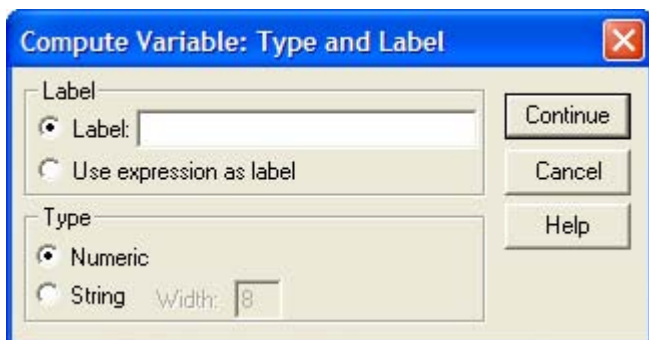 Compute Variable: Type and Label
Label
Label:
Use expression as label
Continue
Cancel
Help
Type
Numeric
String Width: 8